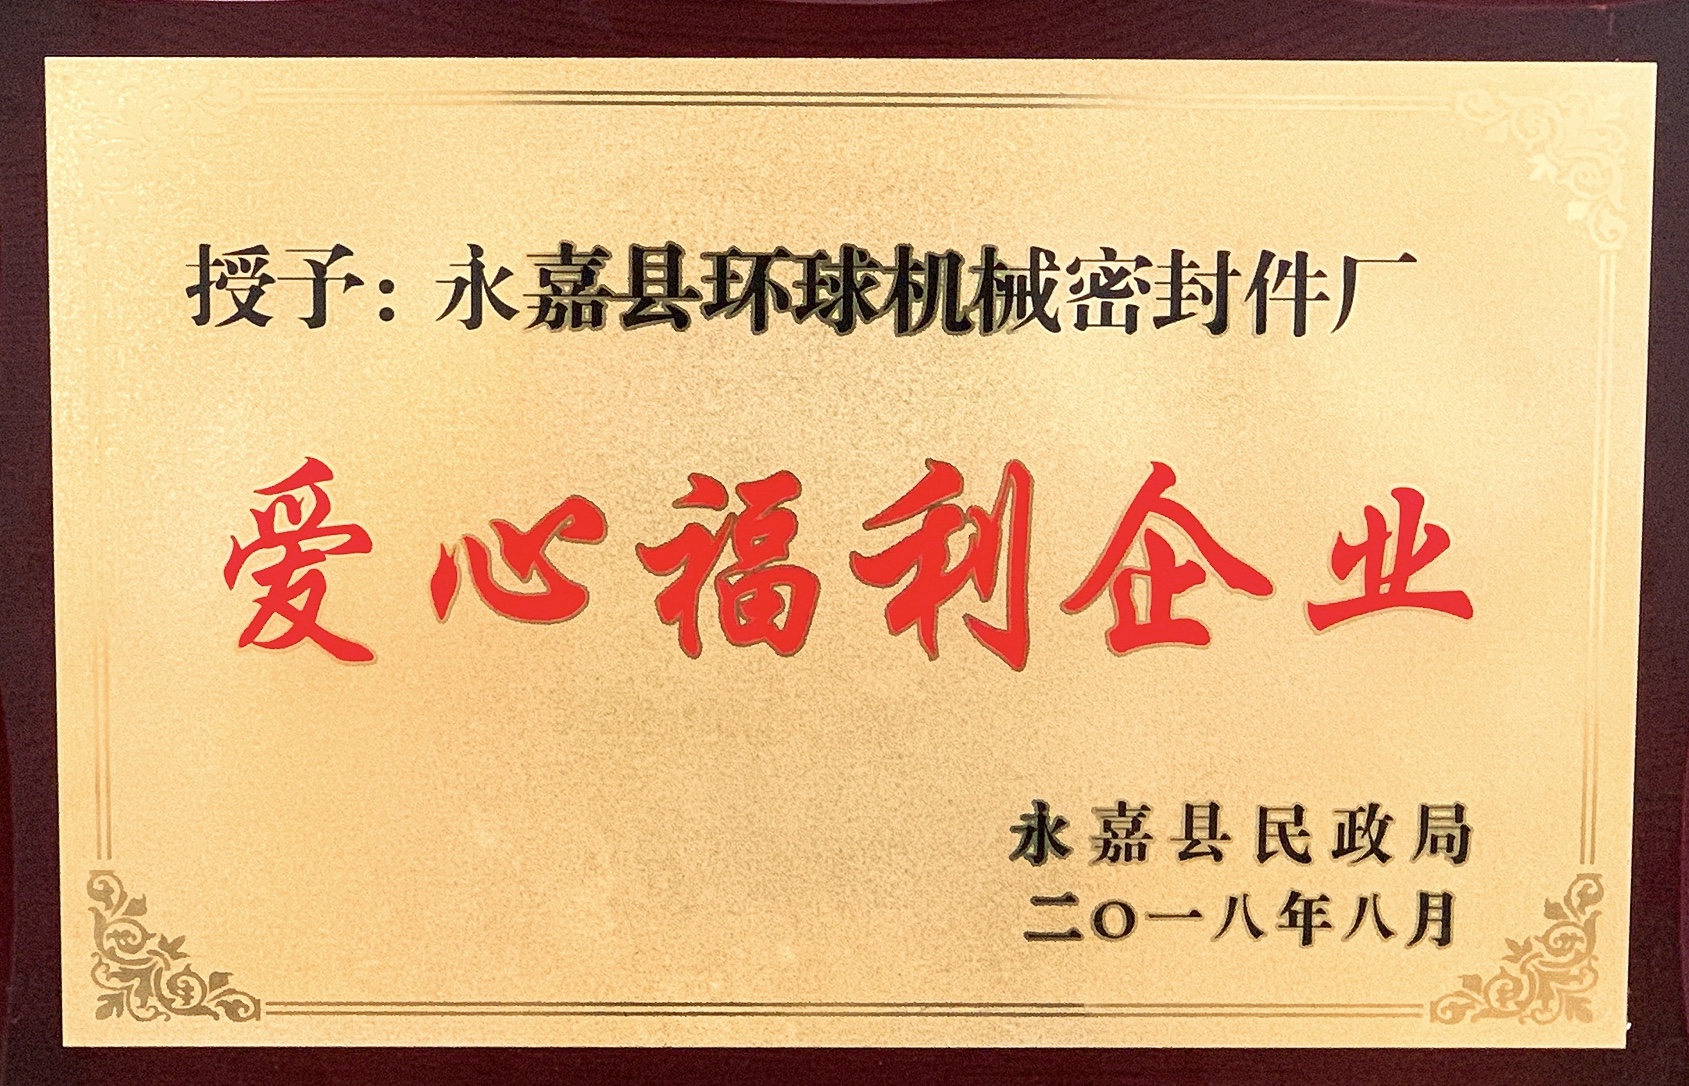 授予：永嘉县环球机械密封件厂
爱心福利企业
永嘉县民政局
二〇一八年八月